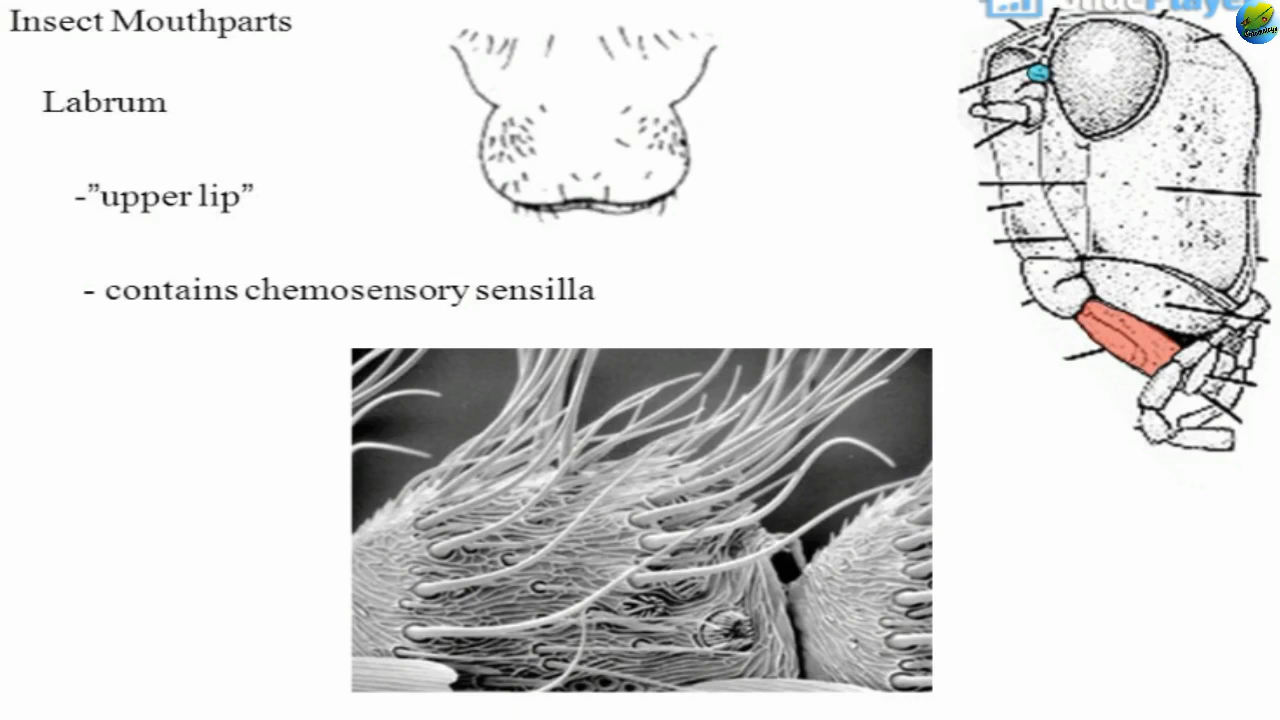 Insect Mouthparts
Labrum
-”upper lip”
- contains chemosensory sensilla